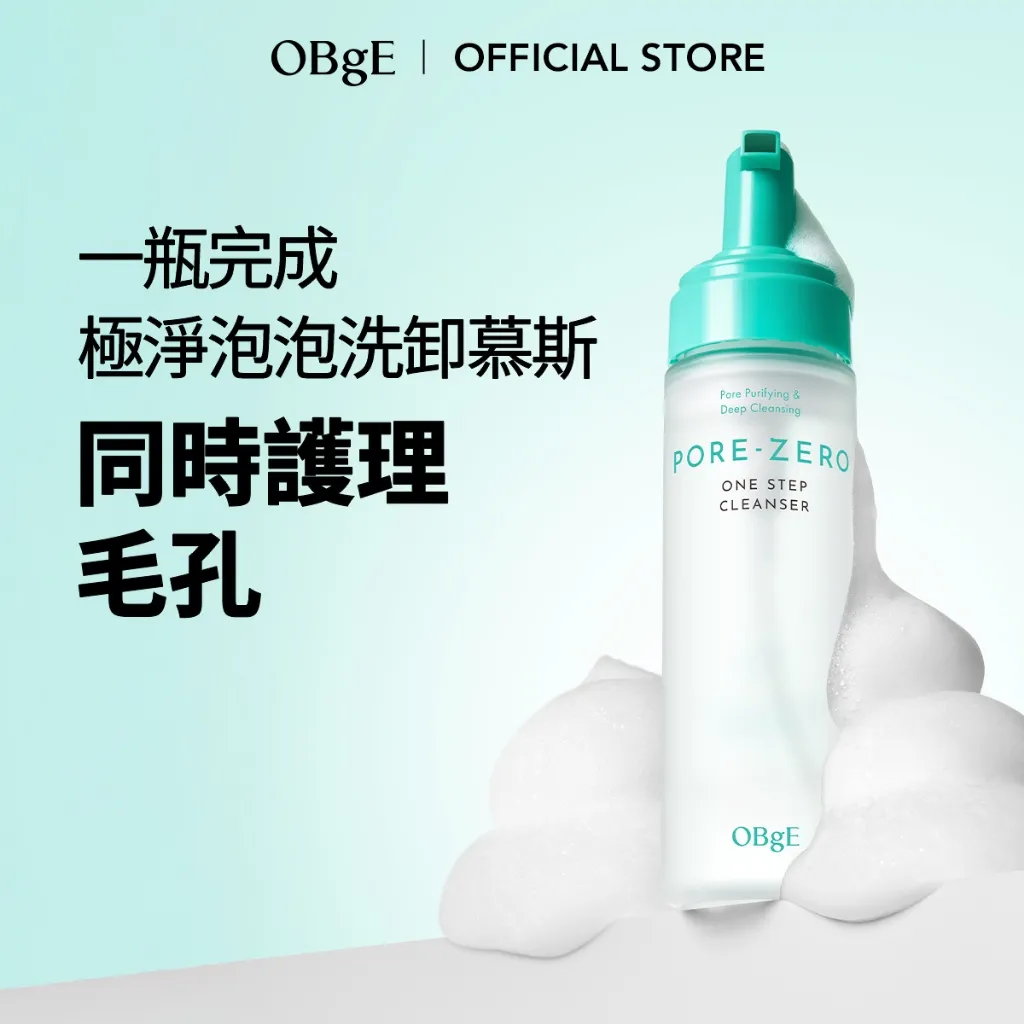 OBgE | OFFICIAL STORE
一瓶完成
極淨泡泡洗卸慕斯
同時護理
毛孔
Pore Purifying &
Deep Cleansing
PORE-ZERO
ONE STEP
CLEANSER
OBgE